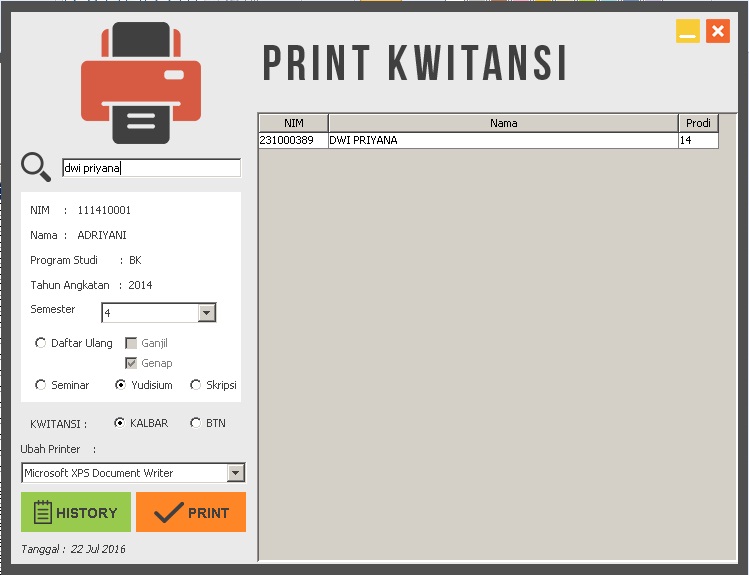 PRINT KWITANSI
NIM Nama Prodi
231000389 DWI PRIYANA 14
dwi priyana
NIM : 111410001
Nama : ADRIYANI
Program Studi : BK
Tahun Angkatan : 2014
Semester 4
Daftar Ulang Ganjil
Genap
Seminar Yudisium Skripsi
KWITANSI : KALBAR BTN
Ubah Printer :
Microsoft XPS Document Writer
HISTORY PRINT
Tanggal : 22 Jul 2016